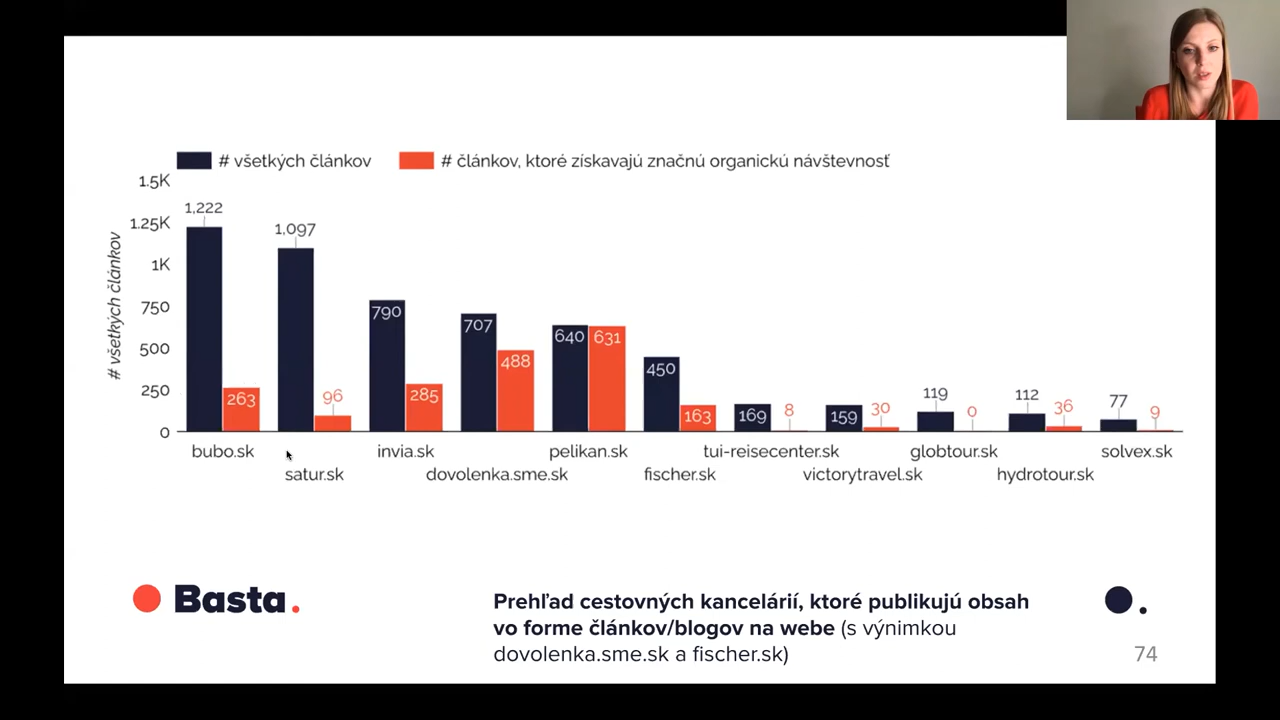 # všetkých článkov
# článkov, ktoré získavajú značnú organickú návštevnosť
# všetkých článkov
1.5K
1.25K
1K
750
500
250
0
1,222
263
1,097
96
790
285
707
488
640
631
450
163
169
8
159
30
119
0
112
36
77
9
bubo.sk
satur.sk
invia.sk
dovolenka.sme.sk
pelikan.sk
fischer.sk
tui-reisecenter.sk
victorytravel.sk
globtour.sk
hydrotour.sk
solvex.sk
Basta.
Prehľad cestovných kancelárií, ktoré publikujú obsah
vo forme článkov/blogov na webe (s výnimkou
dovolenka.sme.sk a fischer.sk)
74